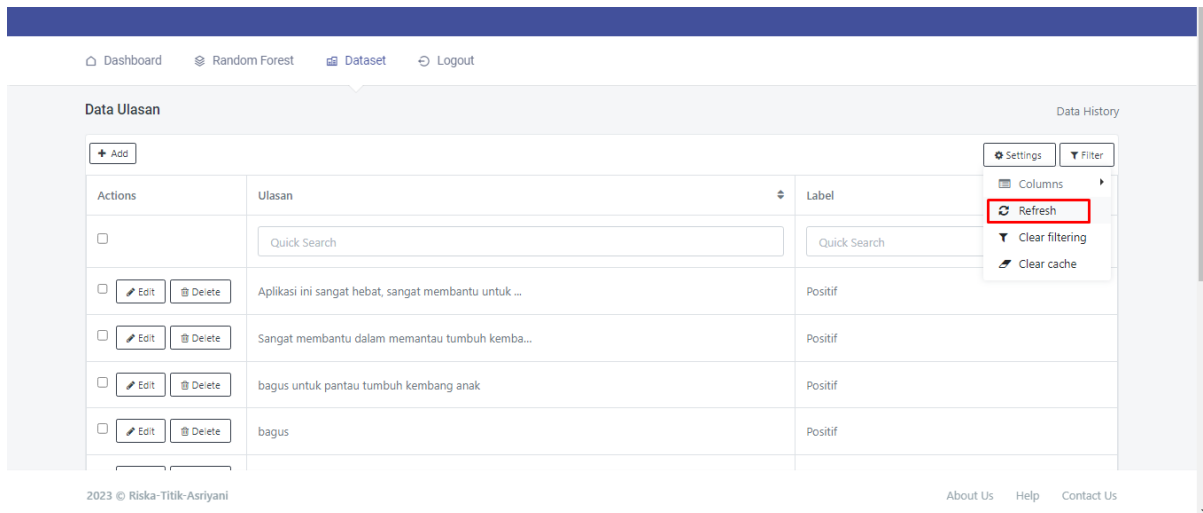 Dashboard Random Forest Dataset Logout
Data Ulasan Data History
Add Settings Filter
Columns
Refresh
Clear filtering
Clear cache
Actions Ulasan Label
Quick Search Quick Search
Edit Delete Aplikasi ini sangat hebat, sangat membantu untuk ... Positif
Edit Delete Sangat membantu dalam memantau tumbuh kemba... Positif
Edit Delete bagus untuk pantau tumbuh kembang anak Positif
Edit Delete bagus Positif
2023 © Riska-Titik-Asriyani About Us Help Contact Us